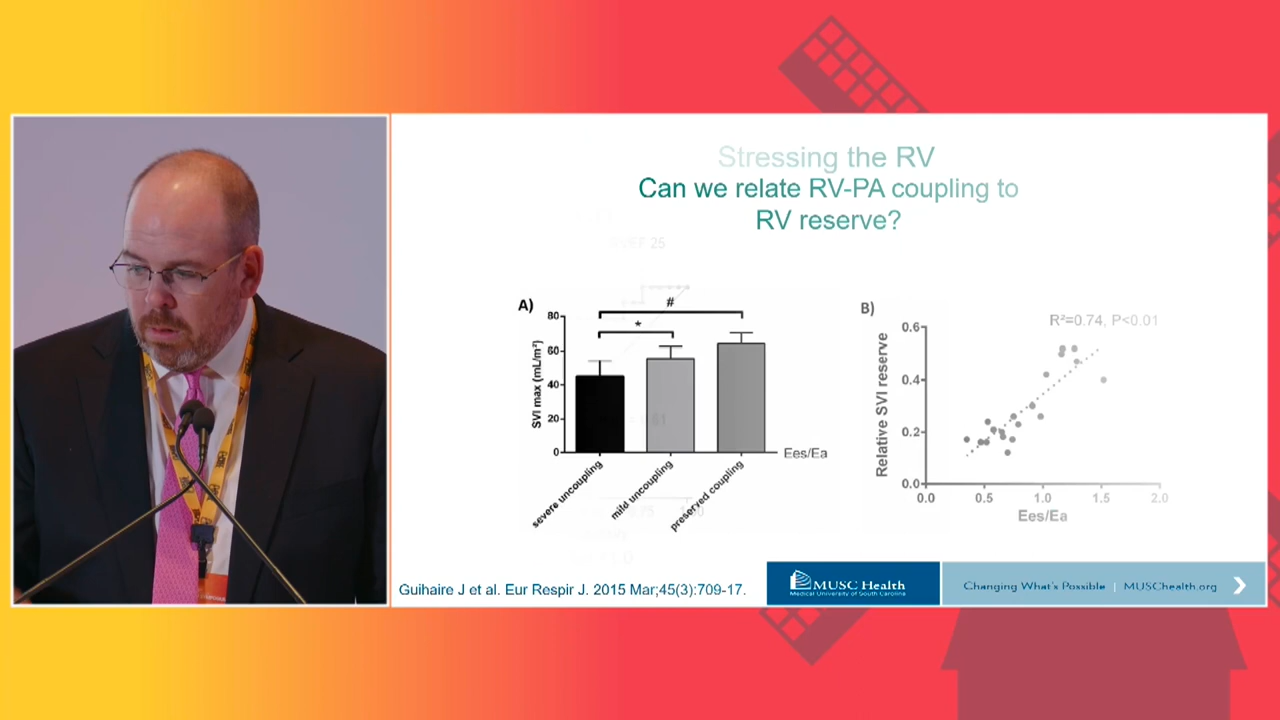 Stressing the RV
Can we relate RV-PA coupling to
RV reserve?
A)
SVI max (mL/m²)
80
60
40
20
0
#
*
Ees/Ea
severe uncoupling
mild uncoupling
preserved coupling
B)
R²=0.74, P<0.01
Relative SVI reserve
0.6
0.4
0.2
0.0
0.0 0.5 1.0 1.5 2.0
Ees/Ea
Guihaire J et al. Eur Respir J. 2015 Mar;45(3):709-17.
MUSC Health
Medical University of South Carolina
Changing What's Possible | MUSChealth.org